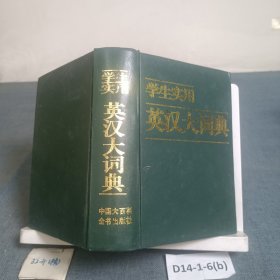 学生
实用
英汉大词典
中国大百科
全书出版社
学生实用
英汉大词典
D14-1-6(b)